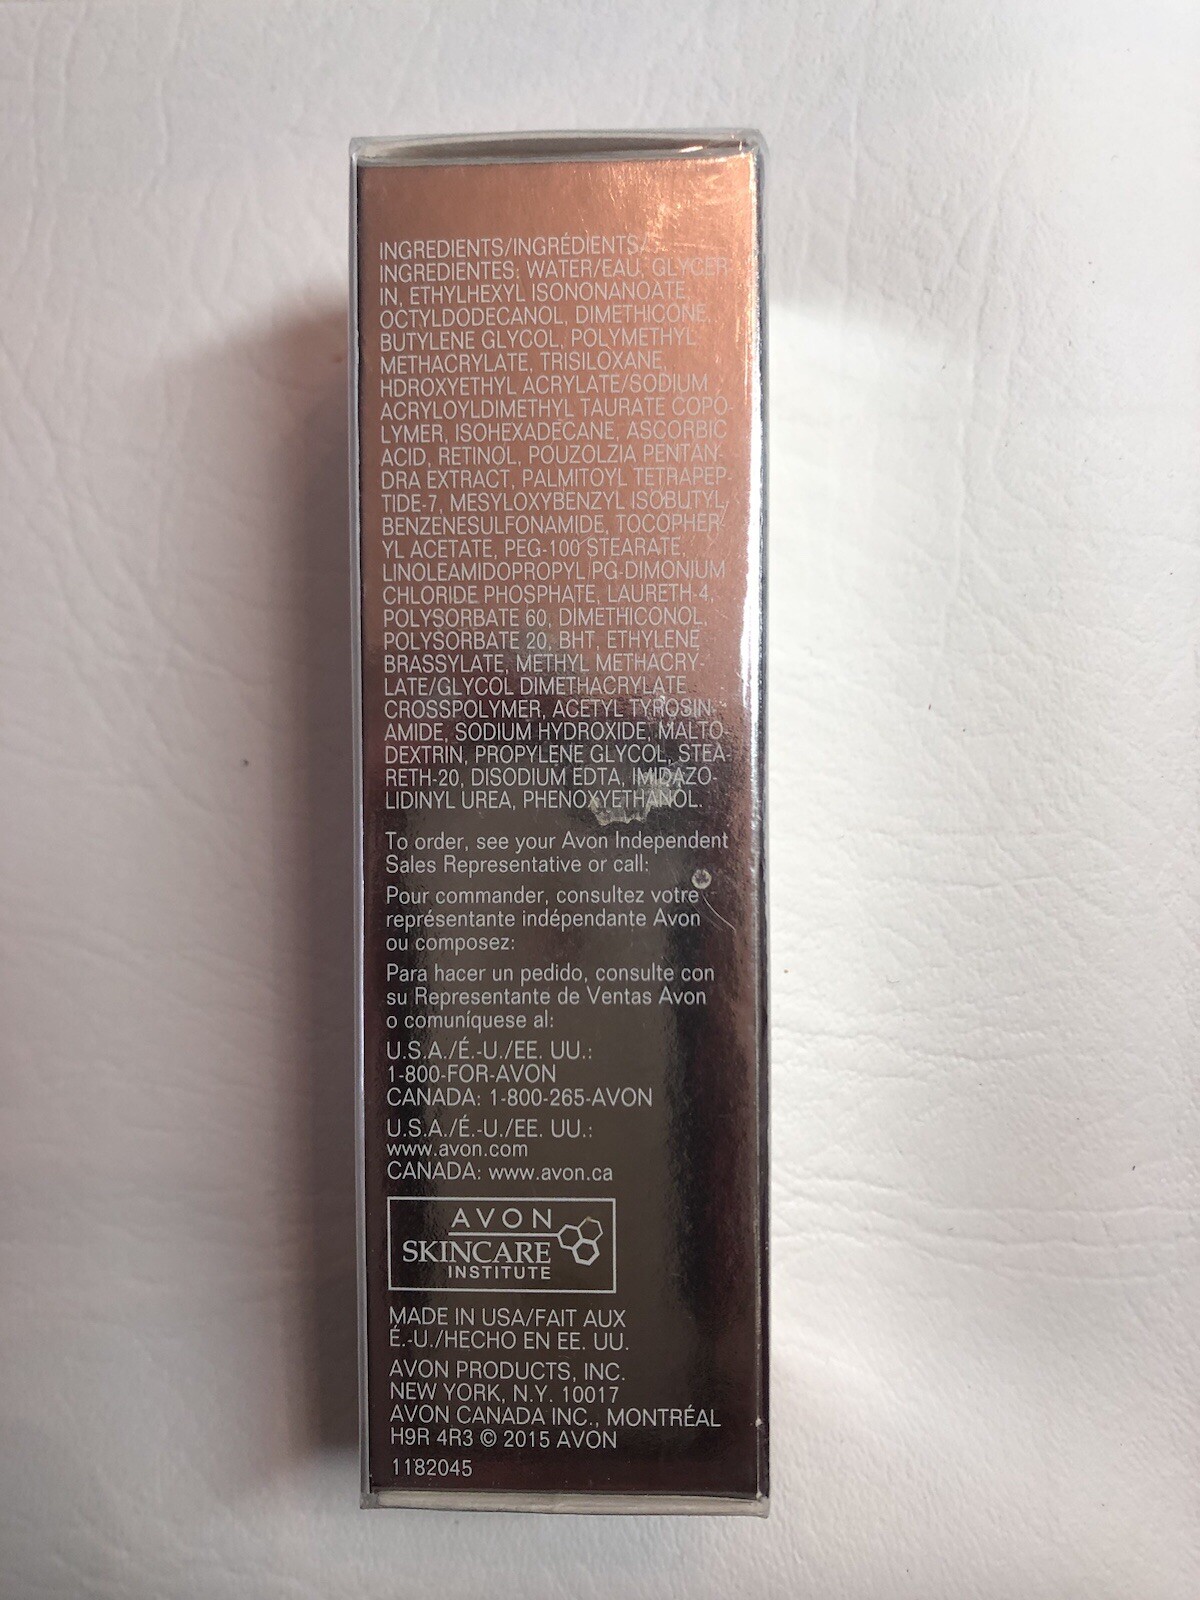 INGREDIENTS/INGRÉDIENTS/
INGREDIENTES: WATER/EAU, GLYCER-
IN, ETHYLHEXYL ISONONANOATE,
OCTYLDODECANOL, DIMETHICONE,
BUTYLENE GLYCOL, POLYMETHYL
METHACRYLATE, TRISILOXANE,
HDROXYETHYL ACRYLATE/SODIUM
ACRYLOYLDIMETHYL TAURATE COPO-
LYMER, ISOHEXADECANE, ASCORBIC
ACID, RETINOL, POUZOLZIA PENTAN-
DRA EXTRACT, PALMITOYL TETRAPEP-
TIDE-7, MESYLOXYBENZYL ISOBUTYL
BENZENESULFONAMIDE, TOCOPHER-
YL ACETATE, PEG-100 STEARATE,
LINOLEAMIDOPROPYL PG-DIMONIUM
CHLORIDE PHOSPHATE, LAURETH-4,
POLYSORBATE 60, DIMETHICONOL,
POLYSORBATE 20, BHT, ETHYLENE
BRASSYLATE, METHYL METHACRY-
LATE/GLYCOL DIMETHACRYLATE
CROSSPOLYMER, ACETYL TYROSIN-
AMIDE, SODIUM HYDROXIDE, MALTO-
DEXTRIN, PROPYLENE GLYCOL, STEA-
RETH-20, DISODIUM EDTA, IMIDAZO-
LIDINYL UREA, PHENOXYETHANOL.
To order, see your Avon Independent
Sales Representative or call:
Pour commander, consultez votre
représentante indépendante Avon
ou composez:
Para hacer un pedido, consulte con
su Representante de Ventas Avon
o comuníquese al:
U.S.A./É.-U./EE. UU.:
1-800-FOR-AVON
CANADA: 1-800-265-AVON
U.S.A./É.-U./EE. UU.:
www.avon.com
CANADA: www.avon.ca
AVON
SKINCARE
INSTITUTE
MADE IN USA/FAIT AUX
É.-U./HECHO EN EE. UU.
AVON PRODUCTS, INC.
NEW YORK, N.Y. 10017
AVON CANADA INC., MONTRÉAL
H9R 4R3 © 2015 AVON
1182045